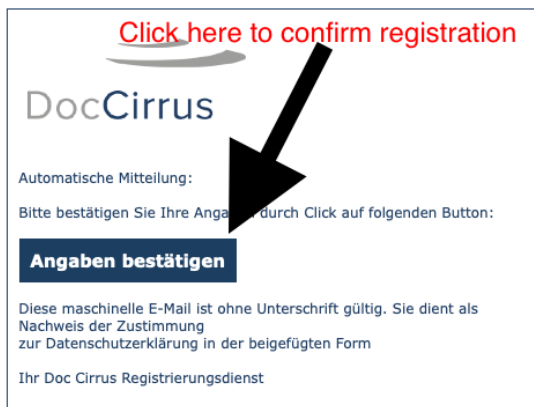 Click here to confirm registration
DocCirrus
Automatische Mitteilung:
Bitte bestätigen Sie Ihre durch Click auf folgenden Button:
Angaben bestätigen
Diese maschinelle E-Mail ist ohne Unterschrift gültig. Sie dient als
Nachweis der Zustimmung
zur Datenschutzerklärung in der beigefügten Form
Ihr Doc Cirrus Registrierungsdienst